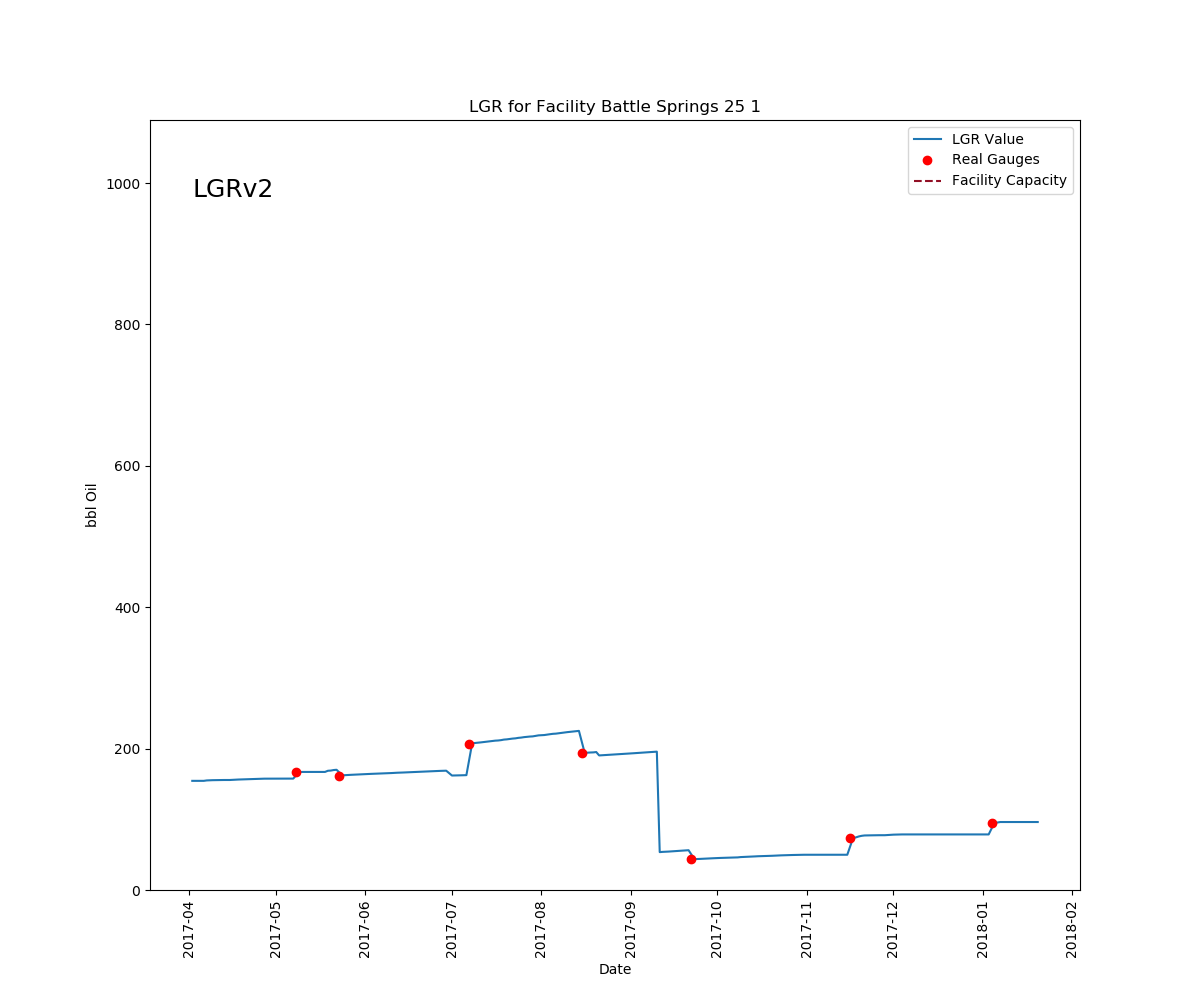 LGR for Facility Battle Springs 25 1
LGR Value
Real Gauges
Facility Capacity
LGRv2
1000
800
600
400
200
0
bbl Oil
2017-04
2017-05
2017-06
2017-07
2017-08
2017-09
2017-10
2017-11
2017-12
2018-01
2018-02
Date